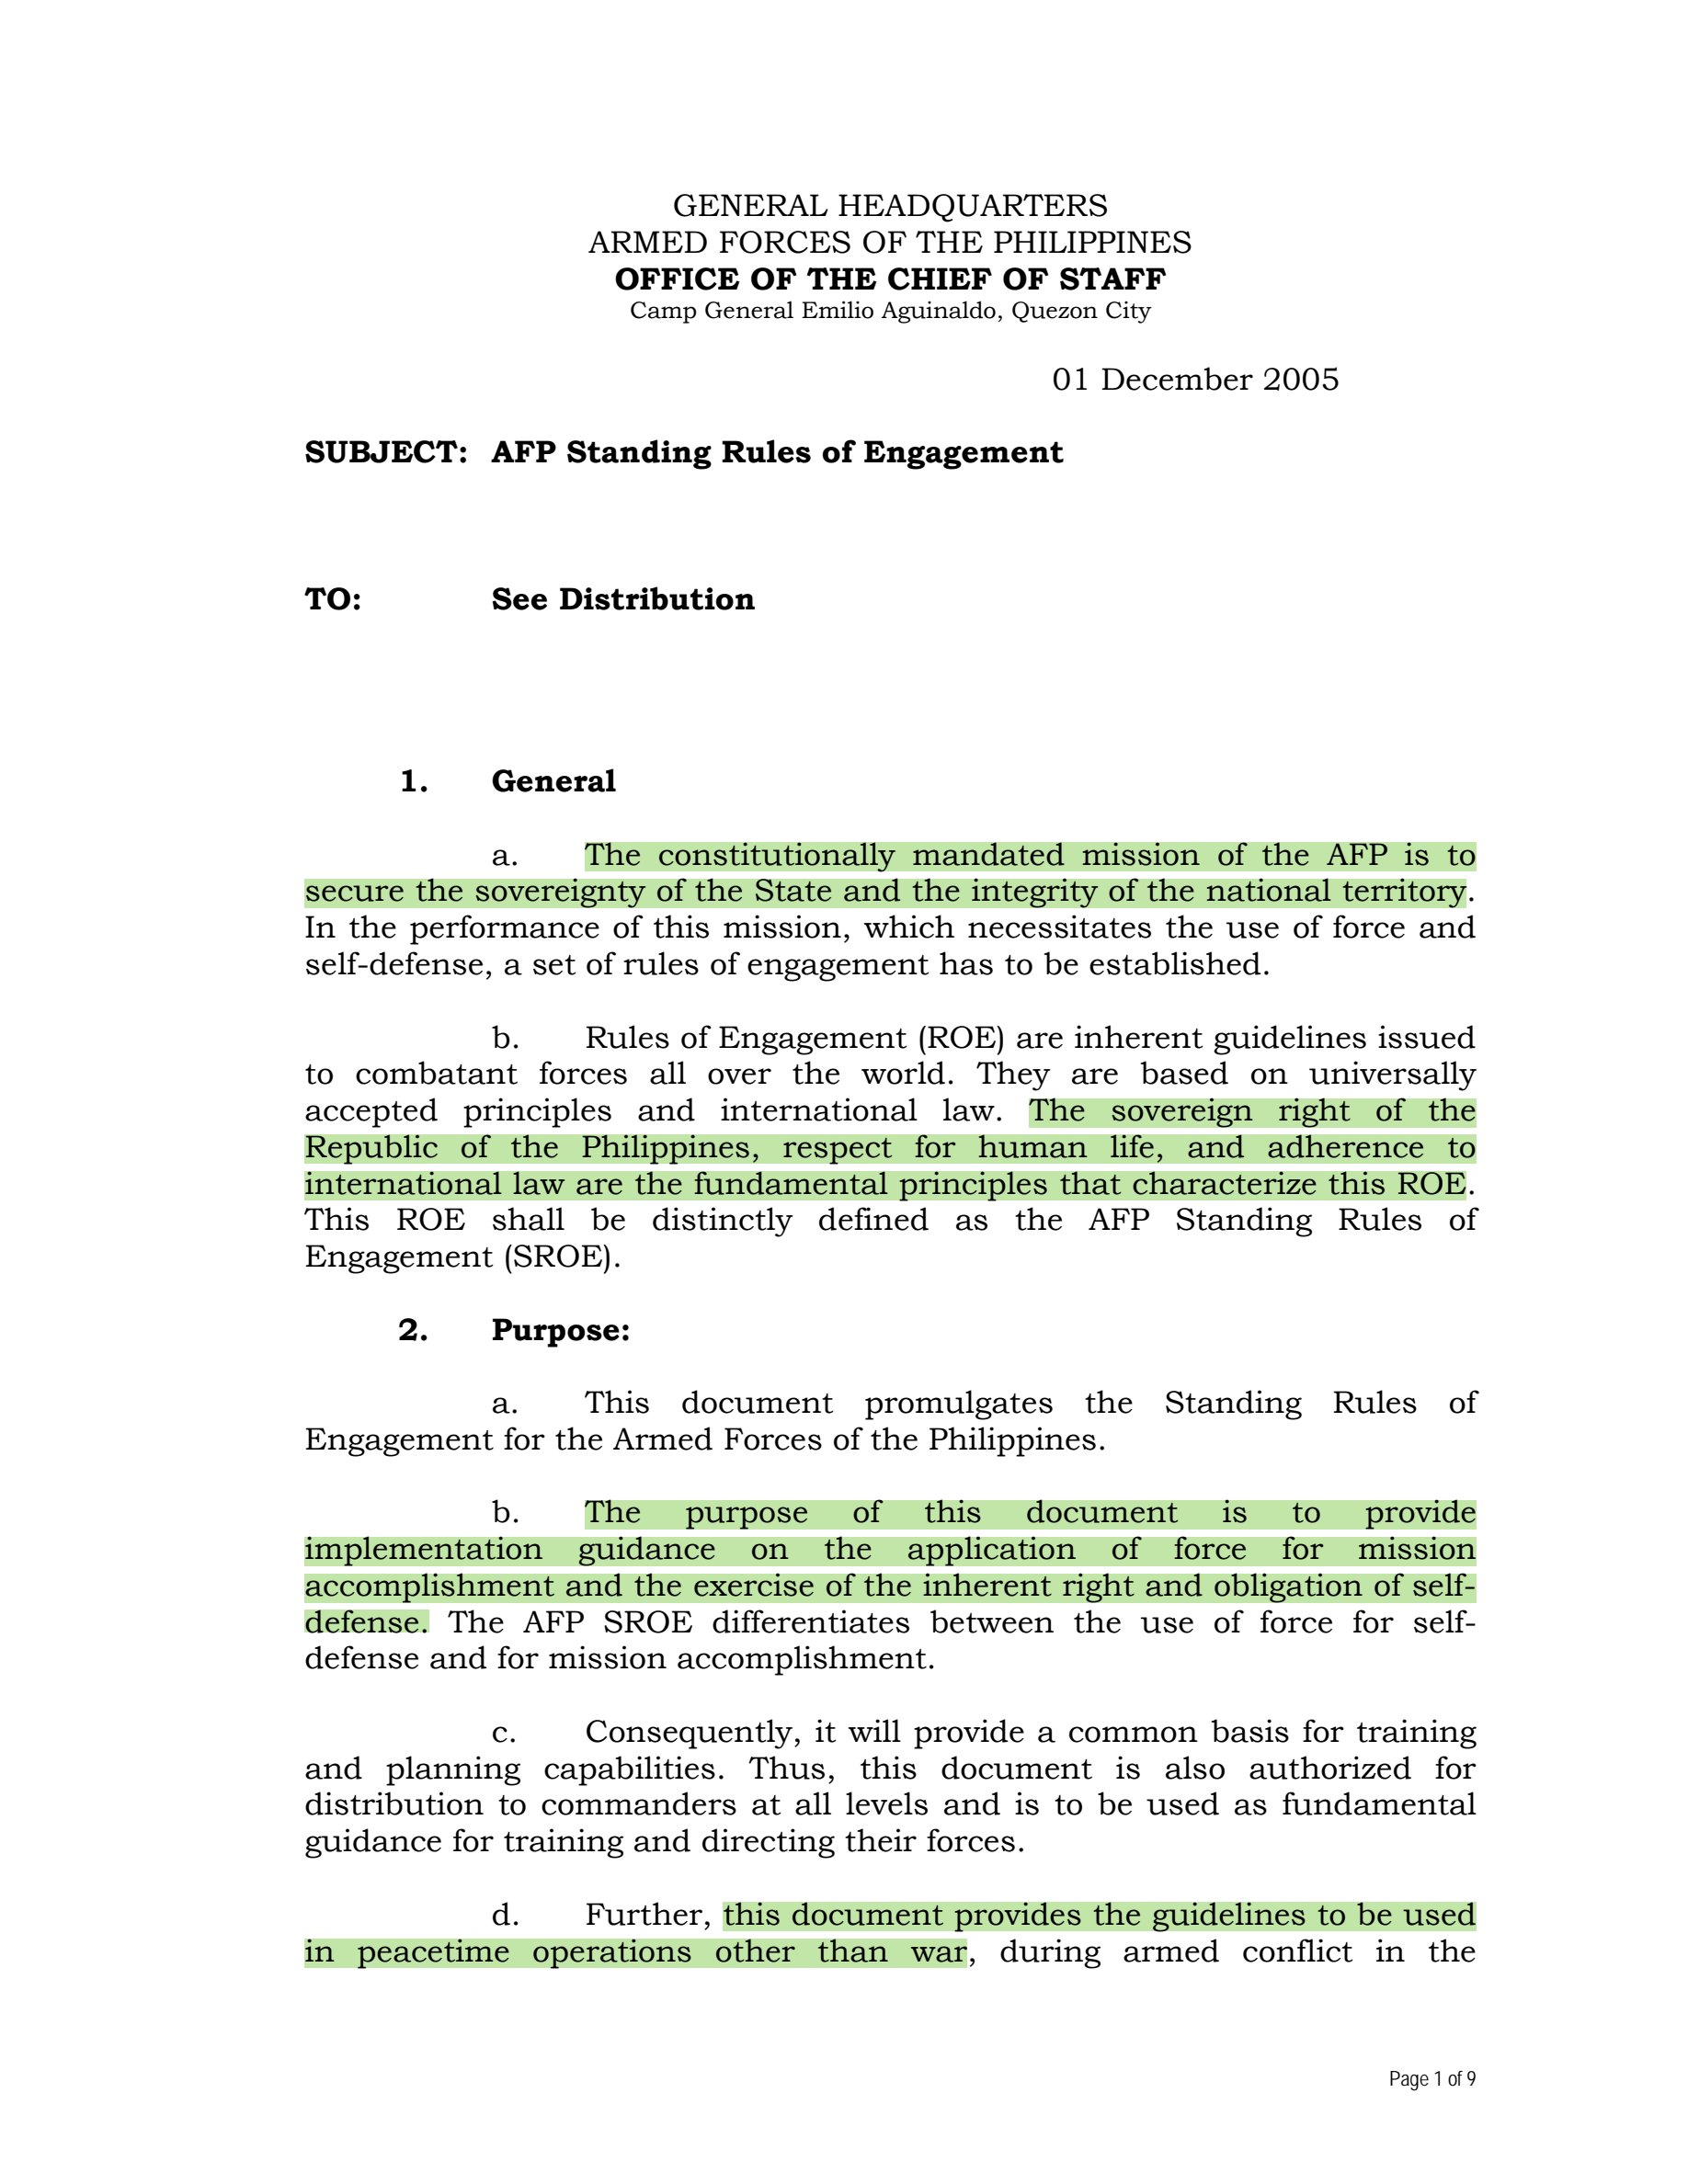 GENERAL HEADQUARTERS
ARMED FORCES OF THE PHILIPPINES
OFFICE OF THE CHIEF OF STAFF
Camp General Emilio Aguinaldo, Quezon City
01 December 2005
SUBJECT: AFP Standing Rules of Engagement
TO: See Distribution
1. General
a. The constitutionally mandated mission of the AFP is to
secure the sovereignty of the State and the integrity of the national territory.
In the performance of this mission, which necessitates the use of force and
self-defense, a set of rules of engagement has to be established.
b. Rules of Engagement (ROE) are inherent guidelines issued
to combatant forces all over the world. They are based on universally
accepted principles and international law. The sovereign right of the
Republic of the Philippines, respect for human life, and adherence to
international law are the fundamental principles that characterize this ROE.
This ROE shall be distinctly defined as the AFP Standing Rules of
Engagement (SROE).
2. Purpose:
a. This document promulgates the Standing Rules of
Engagement for the Armed Forces of the Philippines.
b. The purpose of this document is to provide
implementation guidance on the application of force for mission
accomplishment and the exercise of the inherent right and obligation of self-
defense. The AFP SROE differentiates between the use of force for self-
defense and for mission accomplishment.
c. Consequently, it will provide a common basis for training
and planning capabilities. Thus, this document is also authorized for
distribution to commanders at all levels and is to be used as fundamental
guidance for training and directing their forces.
d. Further, this document provides the guidelines to be used
in peacetime operations other than war, during armed conflict in the
Page 1 of 9